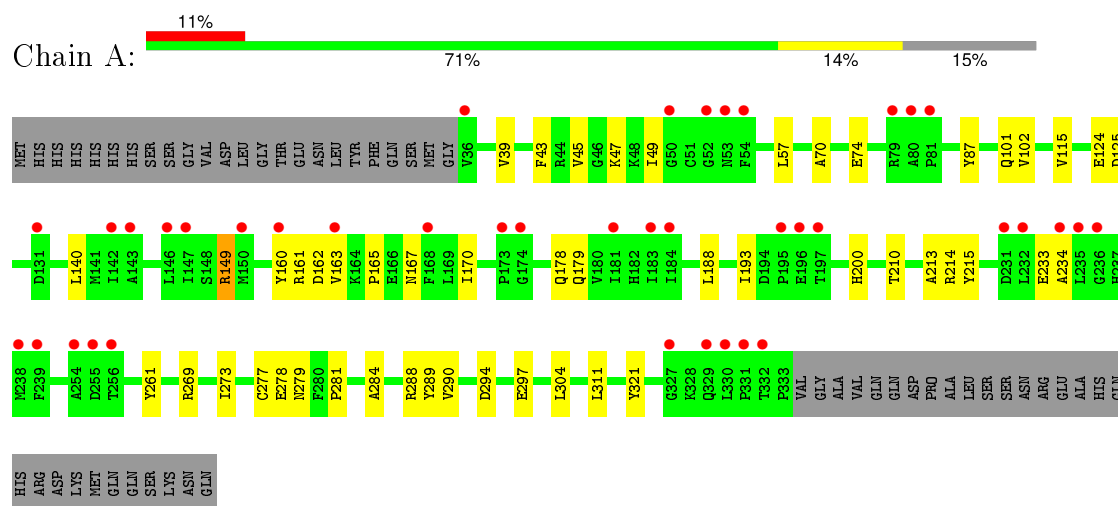 11%
Chain A:
71% 14% 15%
MET HIS HIS HIS HIS HIS HIS SER SER GLY VAL ASP LEU GLY THR GLU ASN LEU TYR PHE GLN SER MET GLY V36 V39 F43 R44 V45 G46 K47 K48 I49 G50 C51 G52 N53 F54 L57 A70 E74 R79 A80 P81 Y87 Q101 V102 V115 E124 D125
D131 L140 M141 I142 A143 L146 I147 S148 R149 M150 Y160 R161 D162 V163 K164 P165 E166 N167 F168 L169 I170 P173 G174 Q178 Q179 V180 I181 H182 I183 I184 L188 I193 D194 P195 E196 T197 H200 T210 A213 R214 Y215 D231 L232 E233 A234 L235 G236 H237
M238 F239 A254 D255 T256 Y261 R269 I273 C277 E278 N279 F280 P281 A284 R288 Y289 V290 D294 E297 L304 L311 Y321 G327 K328 Q329 L330 P331 T332 P333 VAL GLY ALA VAL GLN GLN ASP PRO ALA LEU SER SER ASN ARG GLU ALA HIS GLN
HIS ARG ASP LYS MET GLN GLN SER LYS ASN GLN